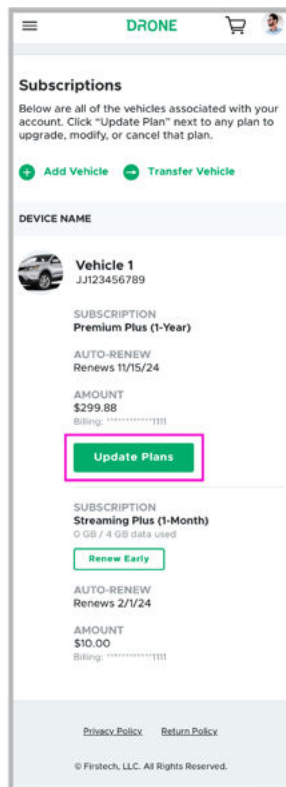 DRONE
Subscriptions
Below are all of the vehicles associated with your
account. Click "Update Plan" next to any plan to
upgrade, modify, or cancel that plan.
Add Vehicle Transfer Vehicle
DEVICE NAME
Vehicle 1
JJ123456789
SUBSCRIPTION
Premium Plus (1-Year)
AUTO-RENEW
Renews 11/15/24
AMOUNT
$299.88
Billing: ************1111
Update Plans
SUBSCRIPTION
Streaming Plus (1-Month)
0 GB / 4 GB data used
Renew Early
AUTO-RENEW
Renews 2/1/24
AMOUNT
$10.00
Billing: ************1111
Privacy Policy Return Policy
© Firstech, LLC. All Rights Reserved.